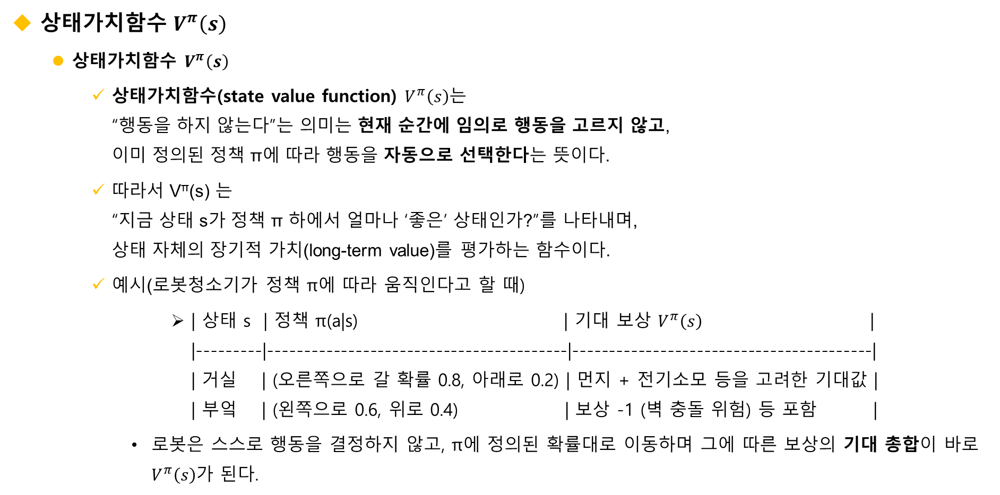 상태가치함수 V^π(s)
상태가치함수 V^π(s)
상태가치함수(state value function) V^π(s)는
“행동을 하지 않는다”는 의미는 현재 순간에 임의로 행동을 고르지 않고,
이미 정의된 정책 π에 따라 행동을 자동으로 선택한다는 뜻이다.
따라서 V^π(s) 는
“지금 상태 s가 정책 π 하에서 얼마나 ‘좋은’ 상태인가?”를 나타내며,
상태 자체의 장기적 가치(long-term value)를 평가하는 함수이다.
예시(로봇청소기가 정책 π에 따라 움직인다고 할 때)
| 상태 s | 정책 π(a|s) | 기대 보상 V^π(s) |
|---------|-----------------------------------------|-----------------------------------------|
| 거실 | (오른쪽으로 갈 확률 0.8, 아래로 0.2) | 먼지 + 전기소모 등을 고려한 기대값 |
| 부엌 | (왼쪽으로 0.6, 위로 0.4) | 보상 -1 (벽 충돌 위험) 등 포함 |
• 로봇은 스스로 행동을 결정하지 않고, π에 정의된 확률대로 이동하며 그에 따른 보상의 기대 총합이 바로
V^π(s)가 된다.